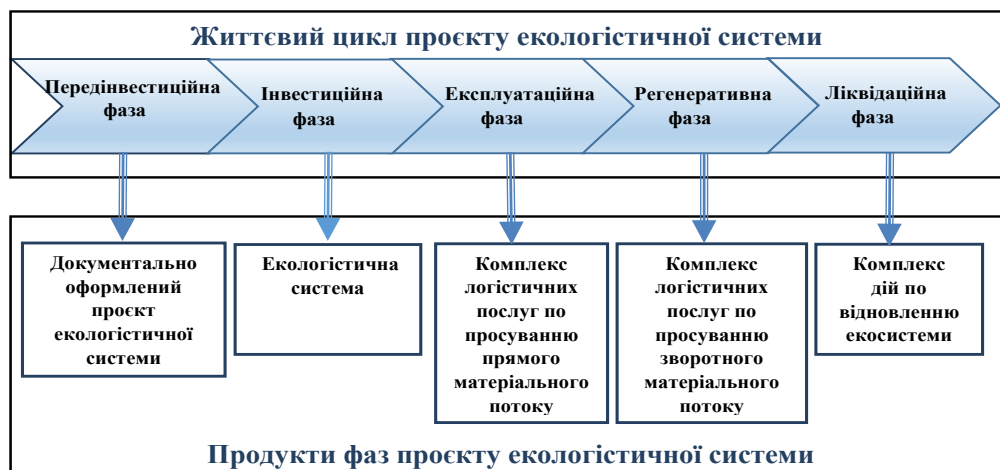 Життєвий цикл проєкту екологістичної системи
Передінвестиційна
фаза
Інвестиційна
фаза
Експлуатаційна
фаза
Регенеративна
фаза
Ліквідаційна
фаза
Документально
оформлений
проєкт
екологістичної
системи
Екологістична
система
Комплекс
логістичних
послуг по
просуванню
прямого
матеріального
потоку
Комплекс
логістичних
послуг по
просуванню
зворотного
матеріального
потоку
Комплекс
дій по
відновленню
екосистеми
Продукти фаз проєкту екологістичної системи